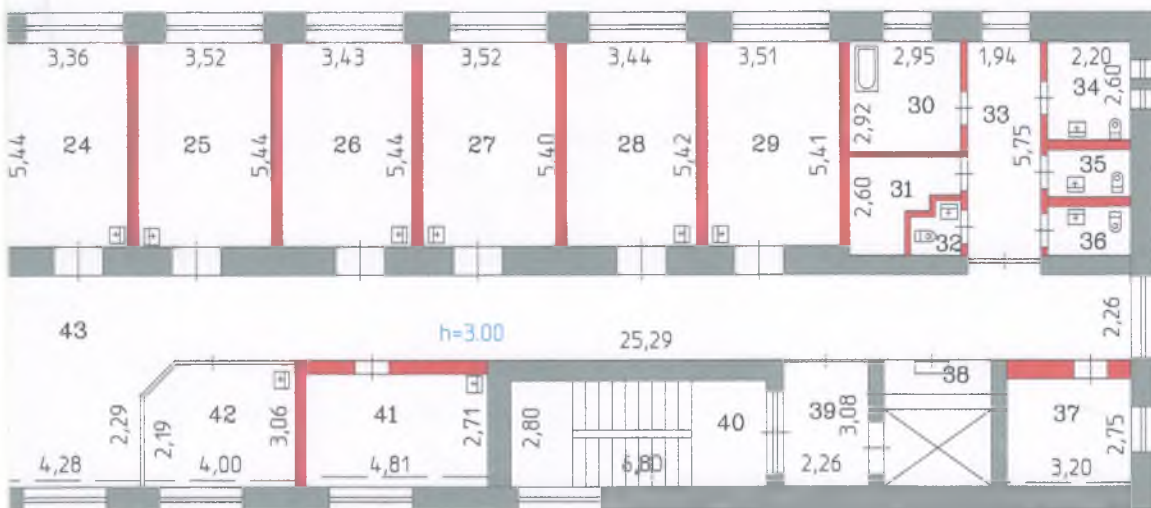 3,36 3,52 3,43 3,52 3,44 3,51 2,95 1,94 2,20
24 25 26 27 28 29 30 33 34
5,44 5,44 5,44 5,40 5,42 5,41 2,92 5,75 2,60
31 35
2,60
32 36
43 h=3.00 25,29 2,26
42 41 40 39 38 37
2,29 2,19 3,06 2,71 2,80 3,08 2,75
4,28 4,00 4,81 2,26 3,20